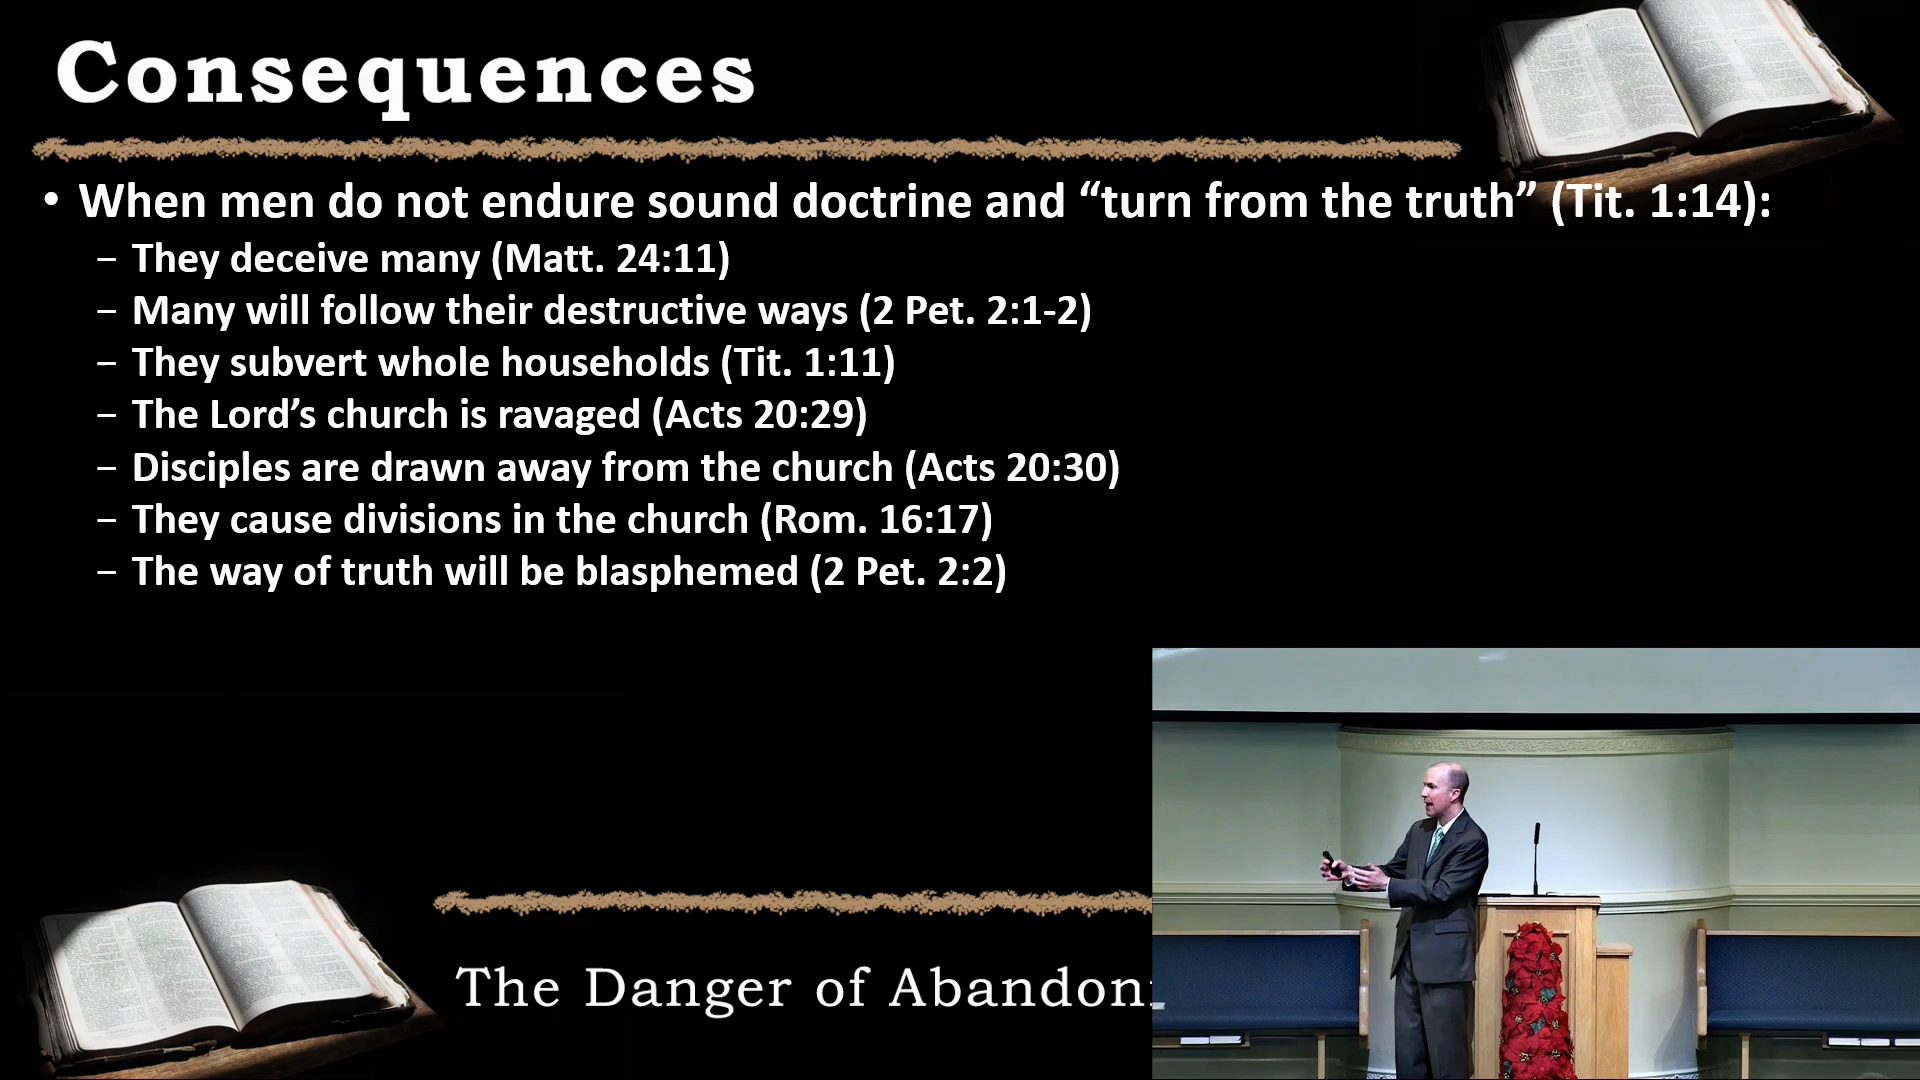 Consequences
• When men do not endure sound doctrine and “turn from the truth” (Tit. 1:14):
– They deceive many (Matt. 24:11)
– Many will follow their destructive ways (2 Pet. 2:1-2)
– They subvert whole households (Tit. 1:11)
– The Lord’s church is ravaged (Acts 20:29)
– Disciples are drawn away from the church (Acts 20:30)
– They cause divisions in the church (Rom. 16:17)
– The way of truth will be blasphemed (2 Pet. 2:2)
The Danger of